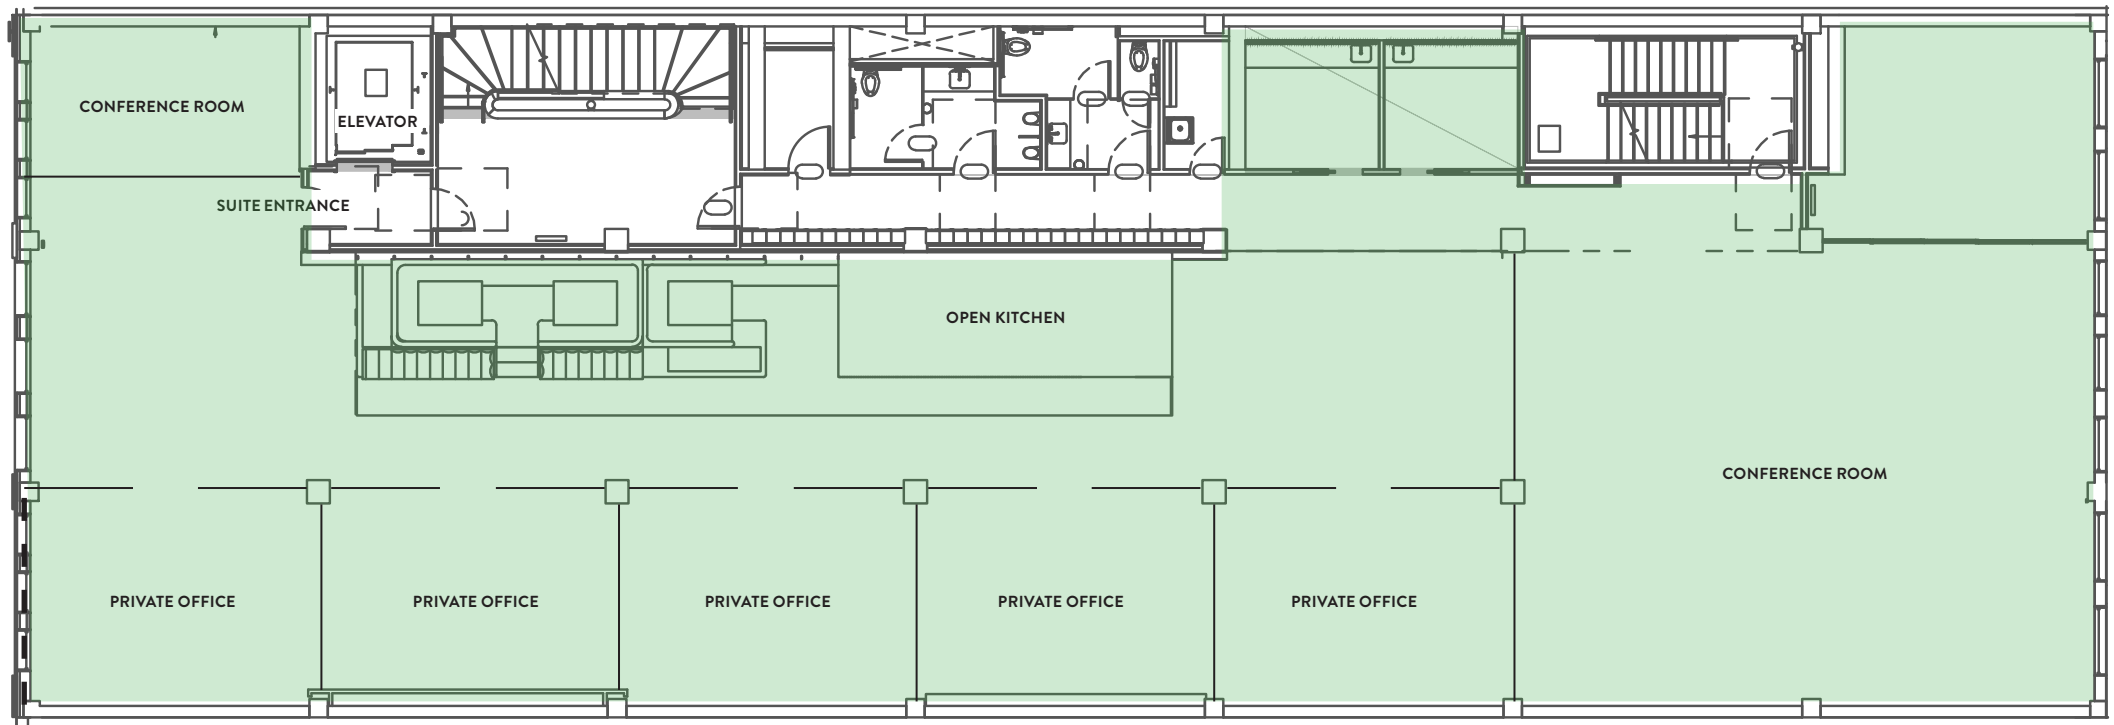 CONFERENCE ROOM
ELEVATOR
SUITE ENTRANCE
OPEN KITCHEN
CONFERENCE ROOM
PRIVATE OFFICE
PRIVATE OFFICE
PRIVATE OFFICE
PRIVATE OFFICE
PRIVATE OFFICE